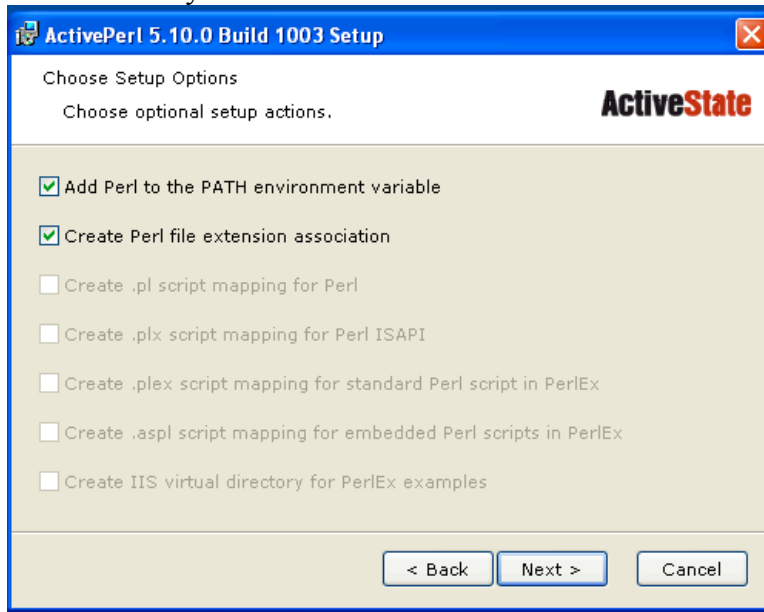 ActivePerl 5.10.0 Build 1003 Setup
Choose Setup Options
Choose optional setup actions.
ActiveState
Add Perl to the PATH environment variable
Create Perl file extension association
Create .pl script mapping for Perl
Create .plx script mapping for Perl ISAPI
Create .plex script mapping for standard Perl script in PerlEx
Create .aspl script mapping for embedded Perl scripts in PerlEx
Create IIS virtual directory for PerlEx examples
< Back Next > Cancel